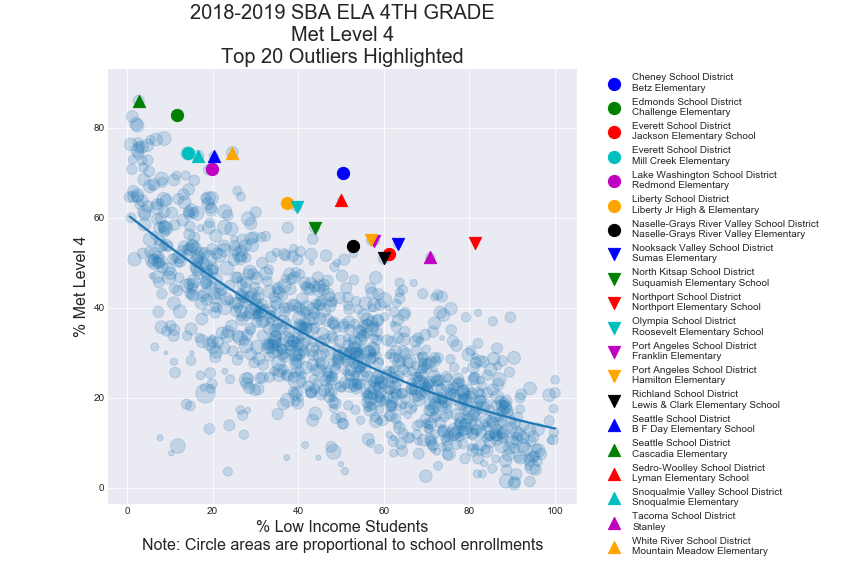 2018-2019 SBA ELA 4TH GRADE
Met Level 4
Top 20 Outliers Highlighted
% Met Level 4
80
60
40
20
0
0
20
40
60
80
100
% Low Income Students
Note: Circle areas are proportional to school enrollments
Cheney School District
Betz Elementary
Edmonds School District
Challenge Elementary
Everett School District
Jackson Elementary School
Everett School District
Mill Creek Elementary
Lake Washington School District
Redmond Elementary
Liberty School District
Liberty Jr High & Elementary
Naselle-Grays River Valley School District
Naselle-Grays River Valley Elementary
Nooksack Valley School District
Sumas Elementary
North Kitsap School District
Suquamish Elementary School
Northport School District
Northport Elementary School
Olympia School District
Roosevelt Elementary School
Port Angeles School District
Franklin Elementary
Port Angeles School District
Hamilton Elementary
Richland School District
Lewis & Clark Elementary School
Seattle School District
B F Day Elementary School
Seattle School District
Cascadia Elementary
Sedro-Woolley School District
Lyman Elementary School
Snoqualmie Valley School District
Snoqualmie Elementary
Tacoma School District
Stanley
White River School District
Mountain Meadow Elementary